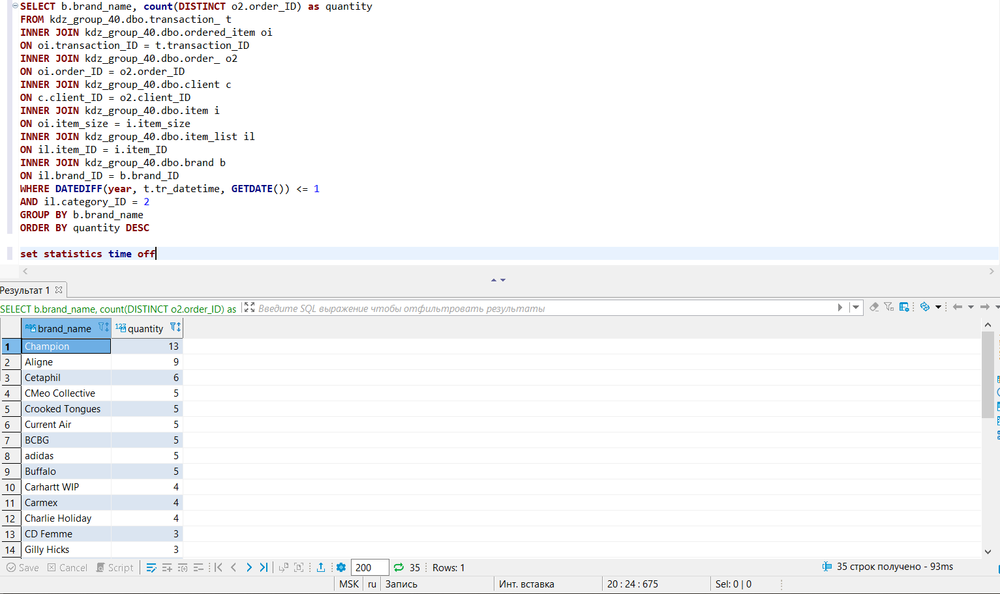 SELECT b.brand_name, count(DISTINCT o2.order_ID) as quantity
FROM kdz_group_40.dbo.transaction_ t
INNER JOIN kdz_group_40.dbo.ordered_item oi
ON oi.transaction_ID = t.transaction_ID
INNER JOIN kdz_group_40.dbo.order_ o2
ON oi.order_ID = o2.order_ID
INNER JOIN kdz_group_40.dbo.client c
ON c.client_ID = o2.client_ID
INNER JOIN kdz_group_40.dbo.item i
ON oi.item_size = i.item_size
INNER JOIN kdz_group_40.dbo.item_list il
ON il.item_ID = i.item_ID
INNER JOIN kdz_group_40.dbo.brand b
ON il.brand_ID = b.brand_ID
WHERE DATEDIFF(year, t.tr_datetime, GETDATE()) <= 1
AND il.category_ID = 2
GROUP BY b.brand_name
ORDER BY quantity DESC
set statistics time off
Результат 1
SELECT b.brand_name, count(DISTINCT o2.order_ID) as Введите SQL выражение чтобы отфильтровать результаты
ABC brand_name 123 quantity
1 Champion 13
2 Aligne 9
3 Cetaphil 6
4 CMeo Collective 5
5 Crooked Tongues 5
6 Current Air 5
7 BCBG 5
8 adidas 5
9 Buffalo 5
10 Carhartt WIP 4
11 Carmex 4
12 Charlie Holiday 4
13 CD Femme 3
14 Gilly Hicks 3
Save Cancel Script 200 35 Rows: 1 35 строк получено - 93ms
MSK ru Запись Инт. вставка 20 : 24 : 675 Sel: 0 | 0